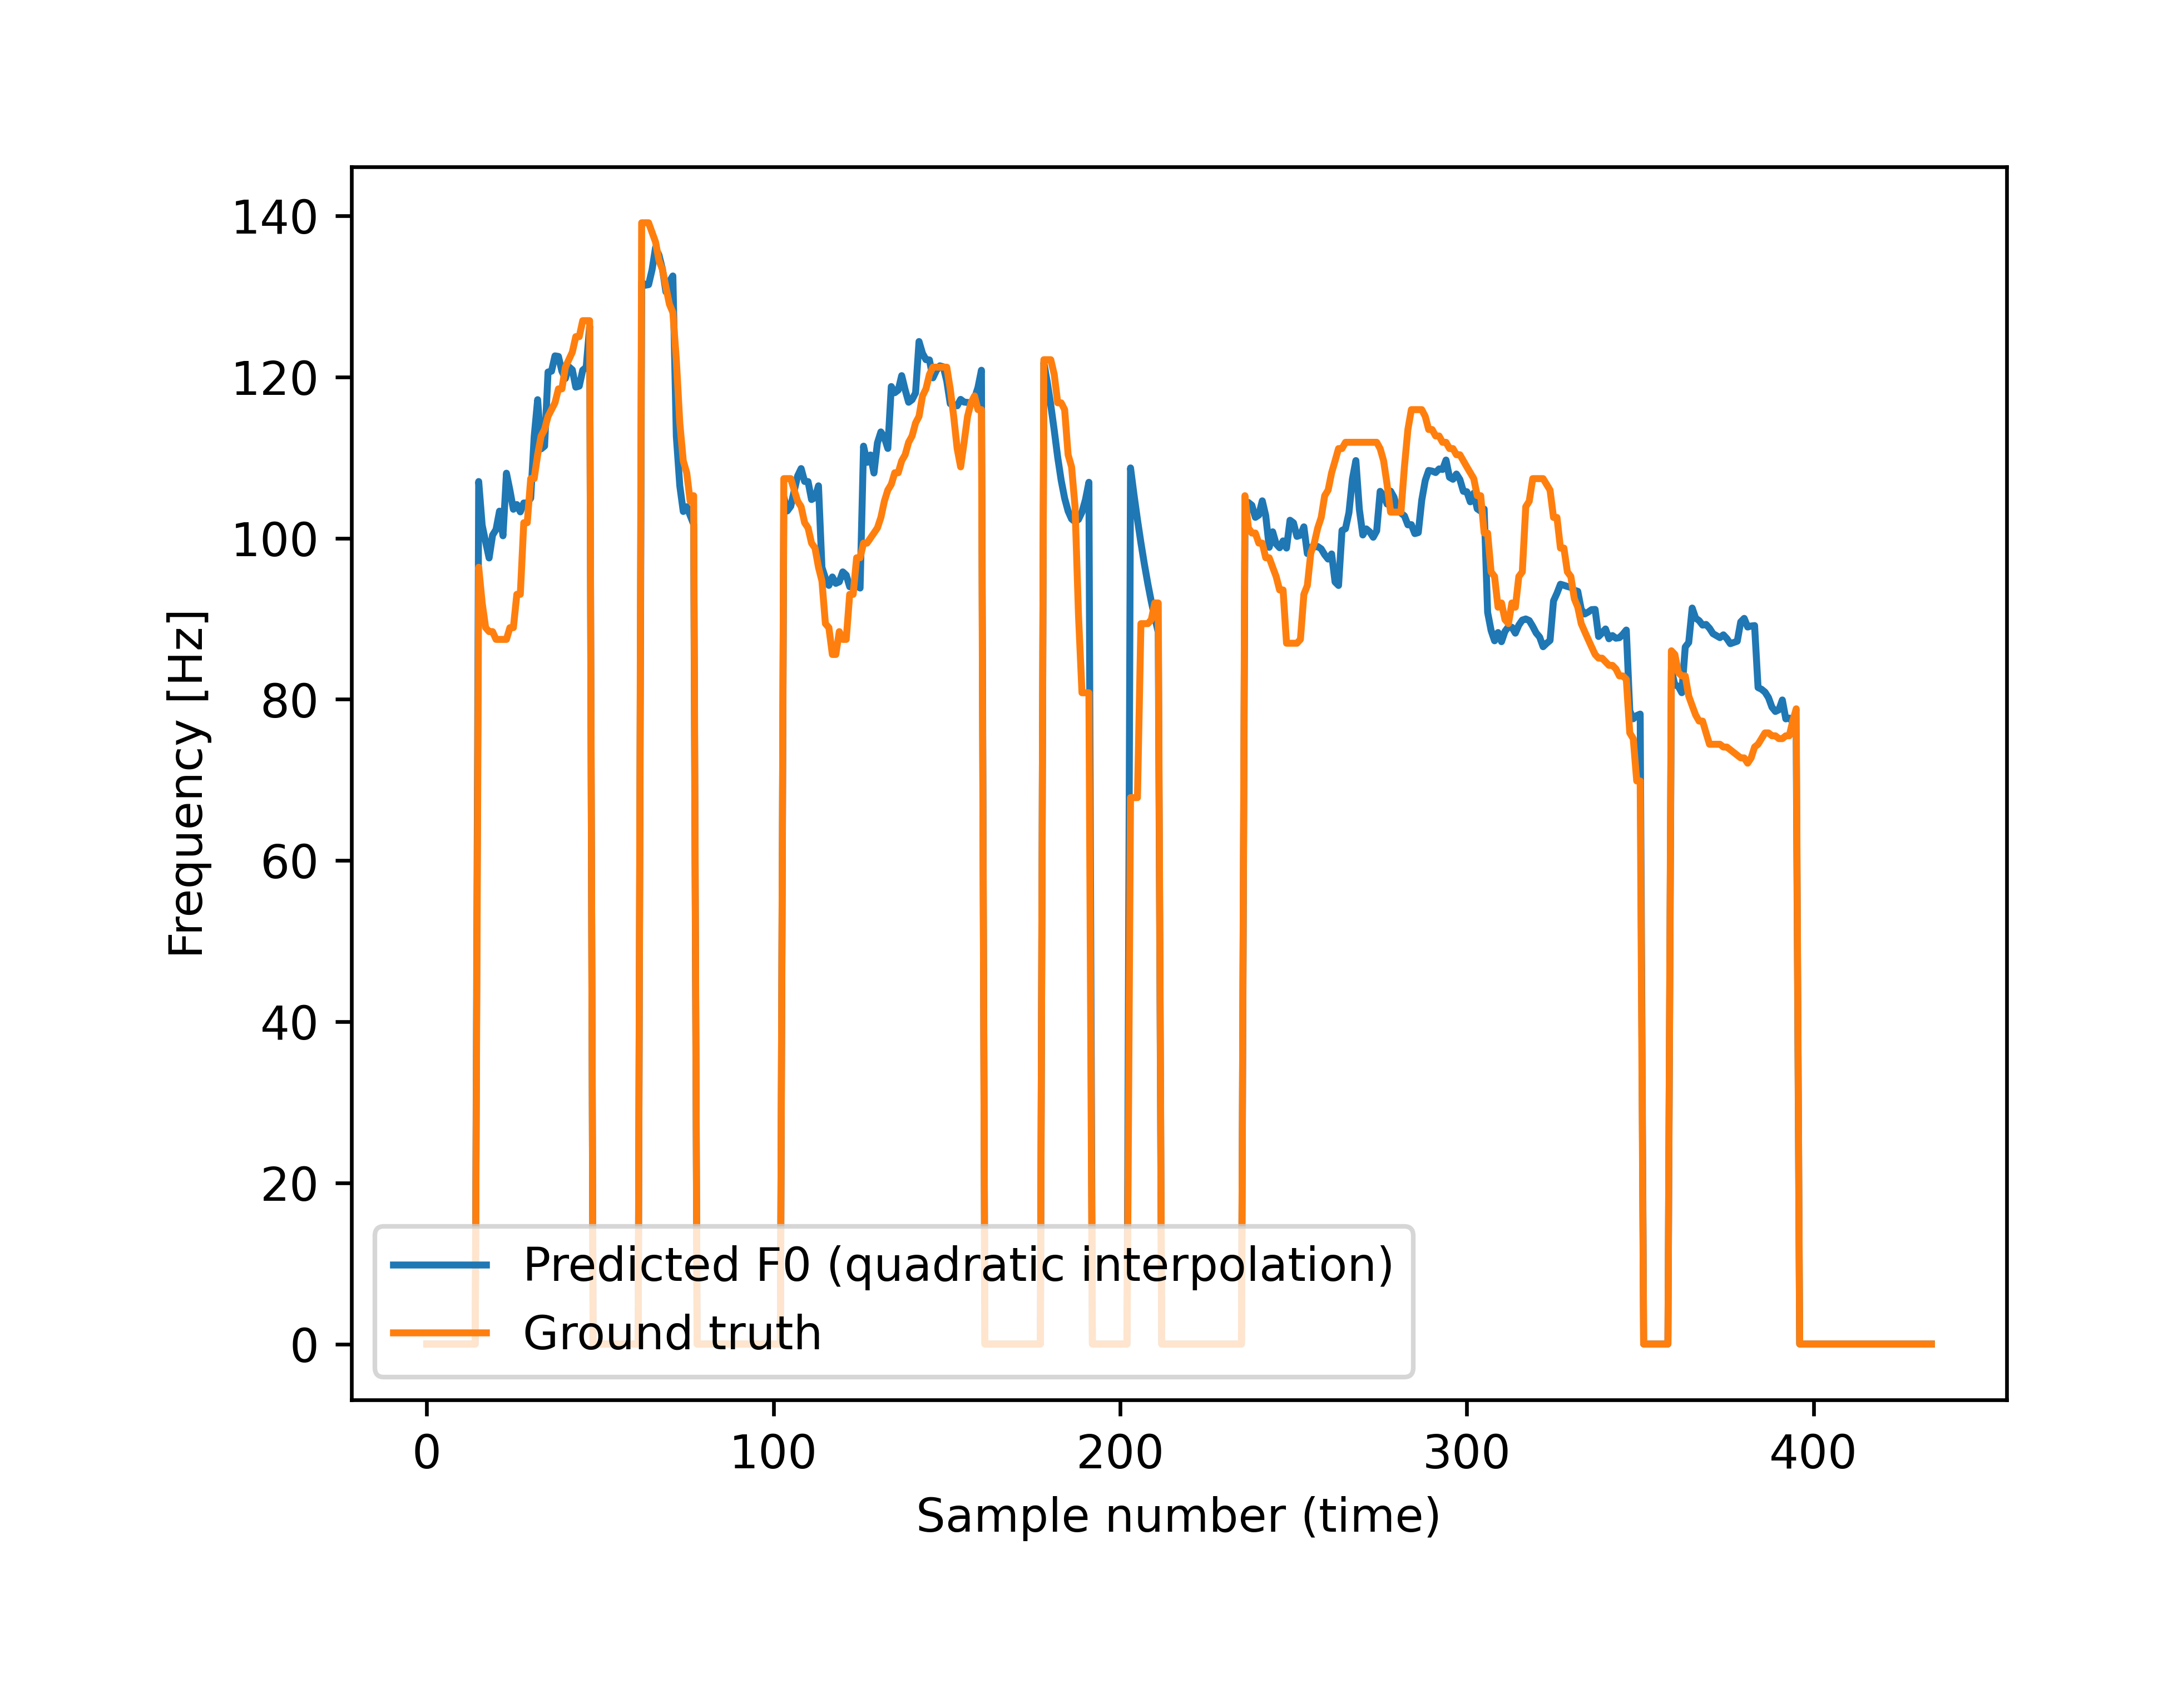 140
120
100
80
60
40
20
0
Frequency [Hz]
Predicted F0 (quadratic interpolation)
Ground truth
0 100 200 300 400
Sample number (time)